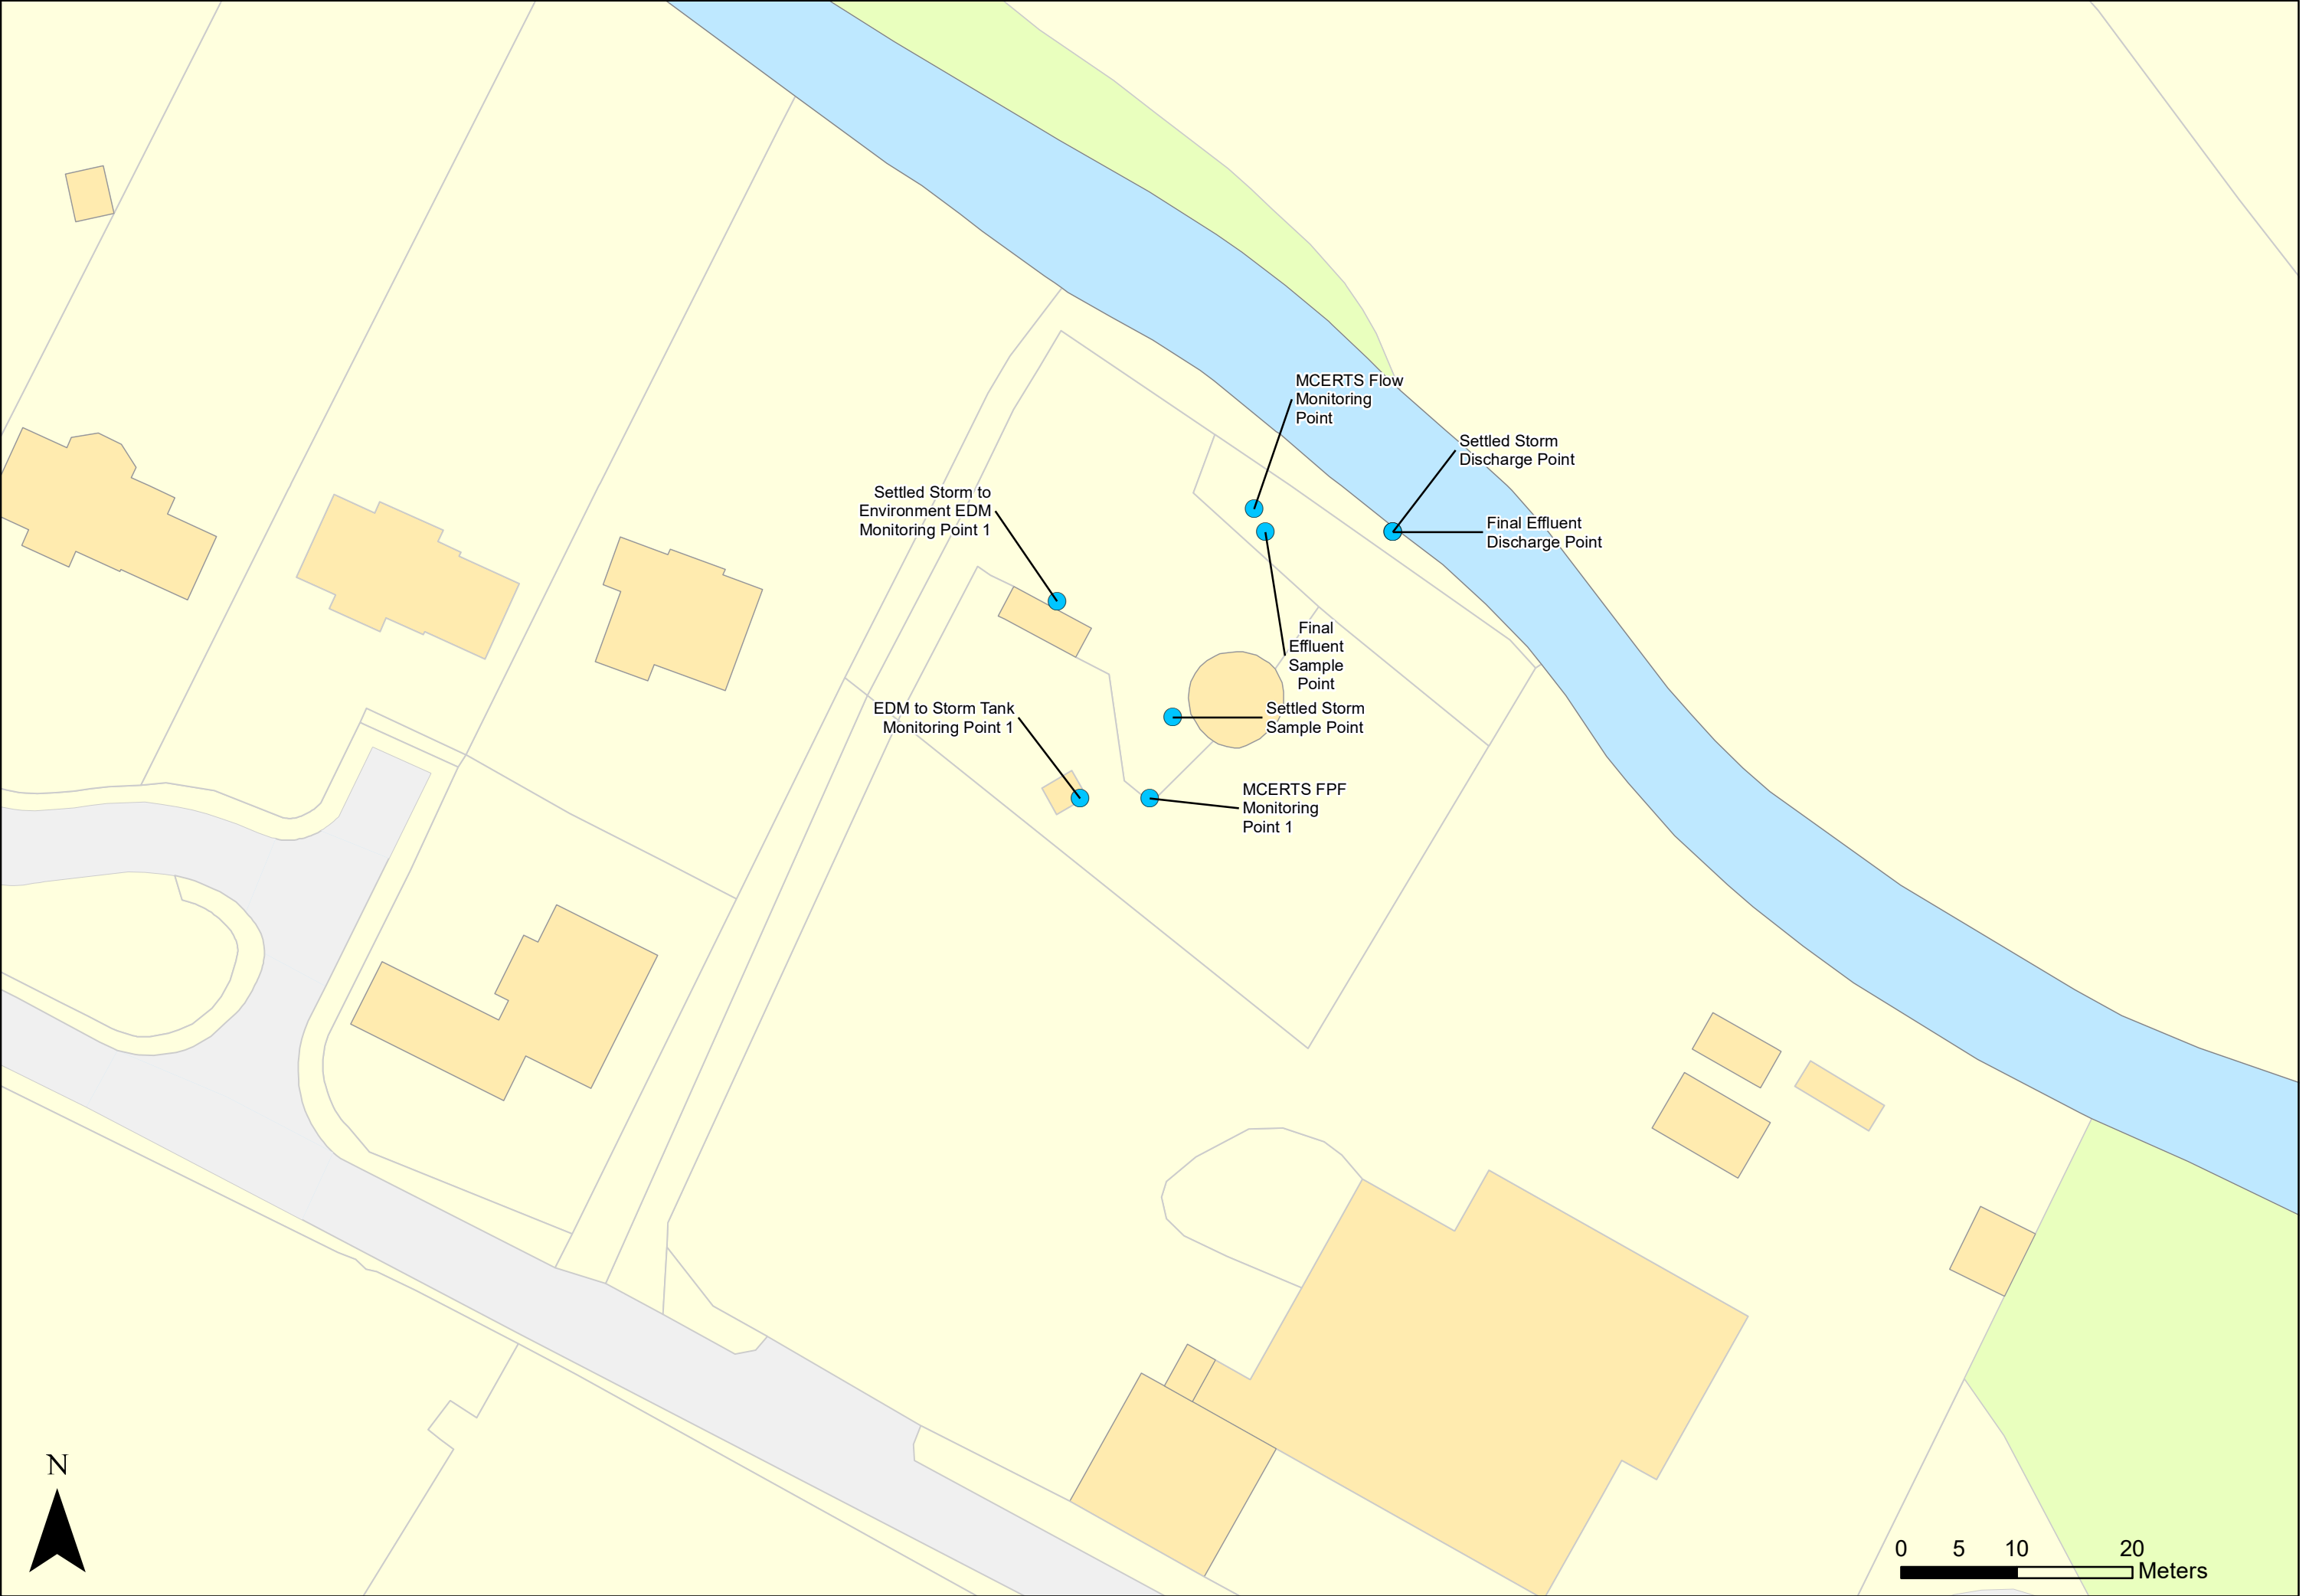 MCERTS Flow
Monitoring
Point
Settled Storm
Discharge Point
Settled Storm to
Environment EDM
Monitoring Point 1
Final Effluent
Discharge Point
Final
Effluent
Sample
Point
EDM to Storm Tank
Monitoring Point 1
Settled Storm
Sample Point
MCERTS FPF
Monitoring
Point 1
N
0 5 10 20
Meters